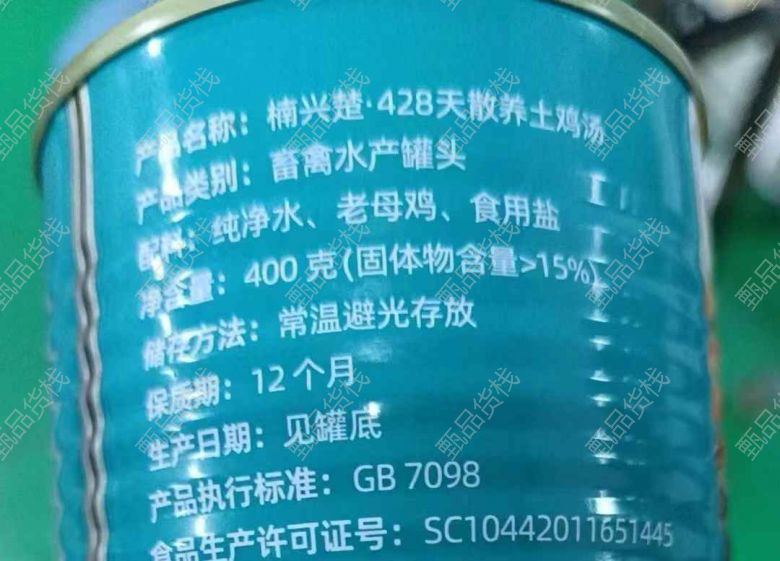 产品名称：楠兴楚·428天散养土鸡汤
产品类别：畜禽水产罐头
配料：纯净水、老母鸡、食用盐
净含量：400克(固体物含量>15%)
储存方法：常温避光存放
保质期：12个月
生产日期：见罐底
产品执行标准：GB 7098
食品生产许可证号：SC10442011651445
甄品货栈